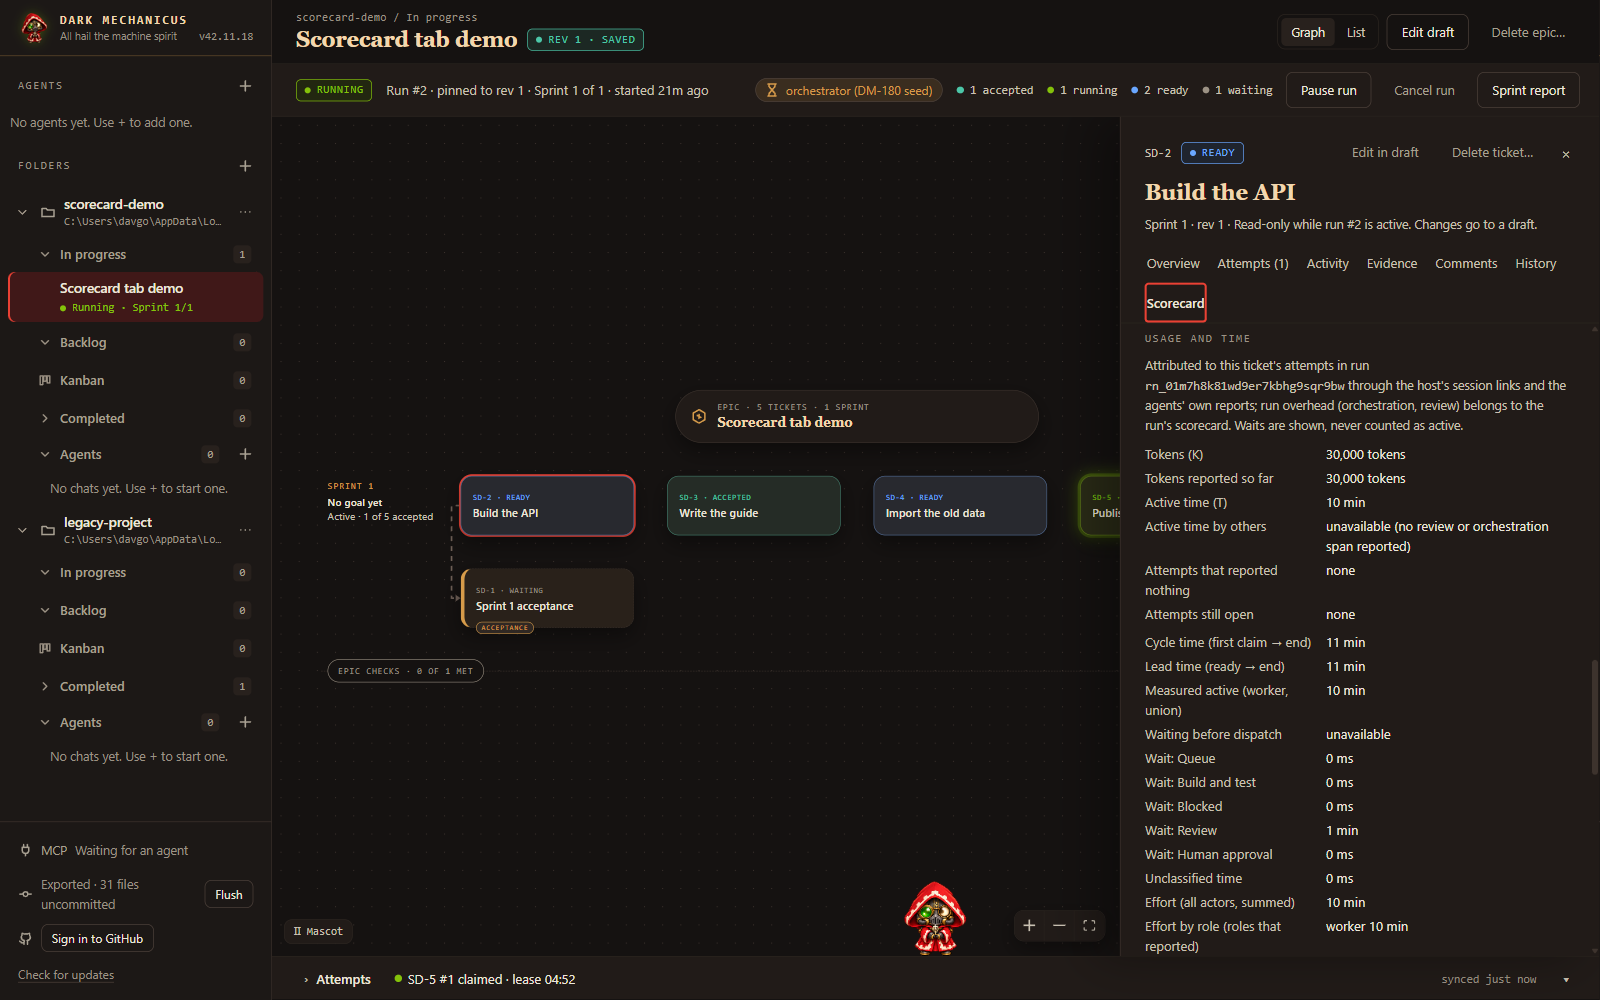 DARK MECHANICUS
All hail the machine spirit v42.11.18
AGENTS
No agents yet. Use + to add one.
FOLDERS
scorecard-demo
C:\Users\davgo\AppData\Lo…
In progress 1
Scorecard tab demo
Running · Sprint 1/1
Backlog 0
Kanban 0
Completed 0
Agents 0
No chats yet. Use + to start one.
legacy-project
C:\Users\davgo\AppData\Lo…
In progress 0
Backlog 0
Kanban 0
Completed 1
Agents 0
No chats yet. Use + to start one.
MCP Waiting for an agent
Exported · 31 files
uncommitted
Flush
Sign in to GitHub
Check for updates
scorecard-demo / In progress
Scorecard tab demo
REV 1 · SAVED
Graph List Edit draft Delete epic…
RUNNING
Run #2 · pinned to rev 1 · Sprint 1 of 1 · started 21m ago
orchestrator (DM-180 seed)
1 accepted 1 running 2 ready 1 waiting
Pause run Cancel run Sprint report
EPIC · 5 TICKETS · 1 SPRINT
Scorecard tab demo
SPRINT 1
No goal yet
Active · 1 of 5 accepted
SD-2 · READY
Build the API
SD-3 · ACCEPTED
Write the guide
SD-4 · READY
Import the old data
SD-5 ·
Publis
SD-1 · WAITING
Sprint 1 acceptance
ACCEPTANCE
EPIC CHECKS · 0 OF 1 MET
Mascot
SD-2 READY Edit in draft Delete ticket… ×
Build the API
Sprint 1 · rev 1 · Read-only while run #2 is active. Changes go to a draft.
Overview Attempts (1) Activity Evidence Comments History
Scorecard
USAGE AND TIME
Attributed to this ticket's attempts in run
rn_01m7h8k81wd9er7kbhg9sqr9bw through the host's session links and the
agents' own reports; run overhead (orchestration, review) belongs to the
run's scorecard. Waits are shown, never counted as active.
Tokens (K) 30,000 tokens
Tokens reported so far 30,000 tokens
Active time (T) 10 min
Active time by others unavailable (no review or orchestration
span reported)
Attempts that reported none
nothing
Attempts still open none
Cycle time (first claim → end) 11 min
Lead time (ready → end) 11 min
Measured active (worker, 10 min
union)
Waiting before dispatch unavailable
Wait: Queue 0 ms
Wait: Build and test 0 ms
Wait: Blocked 0 ms
Wait: Review 1 min
Wait: Human approval 0 ms
Unclassified time 0 ms
Effort (all actors, summed) 10 min
Effort by role (roles that worker 10 min
reported)
Attempts SD-5 #1 claimed · lease 04:52
synced just now